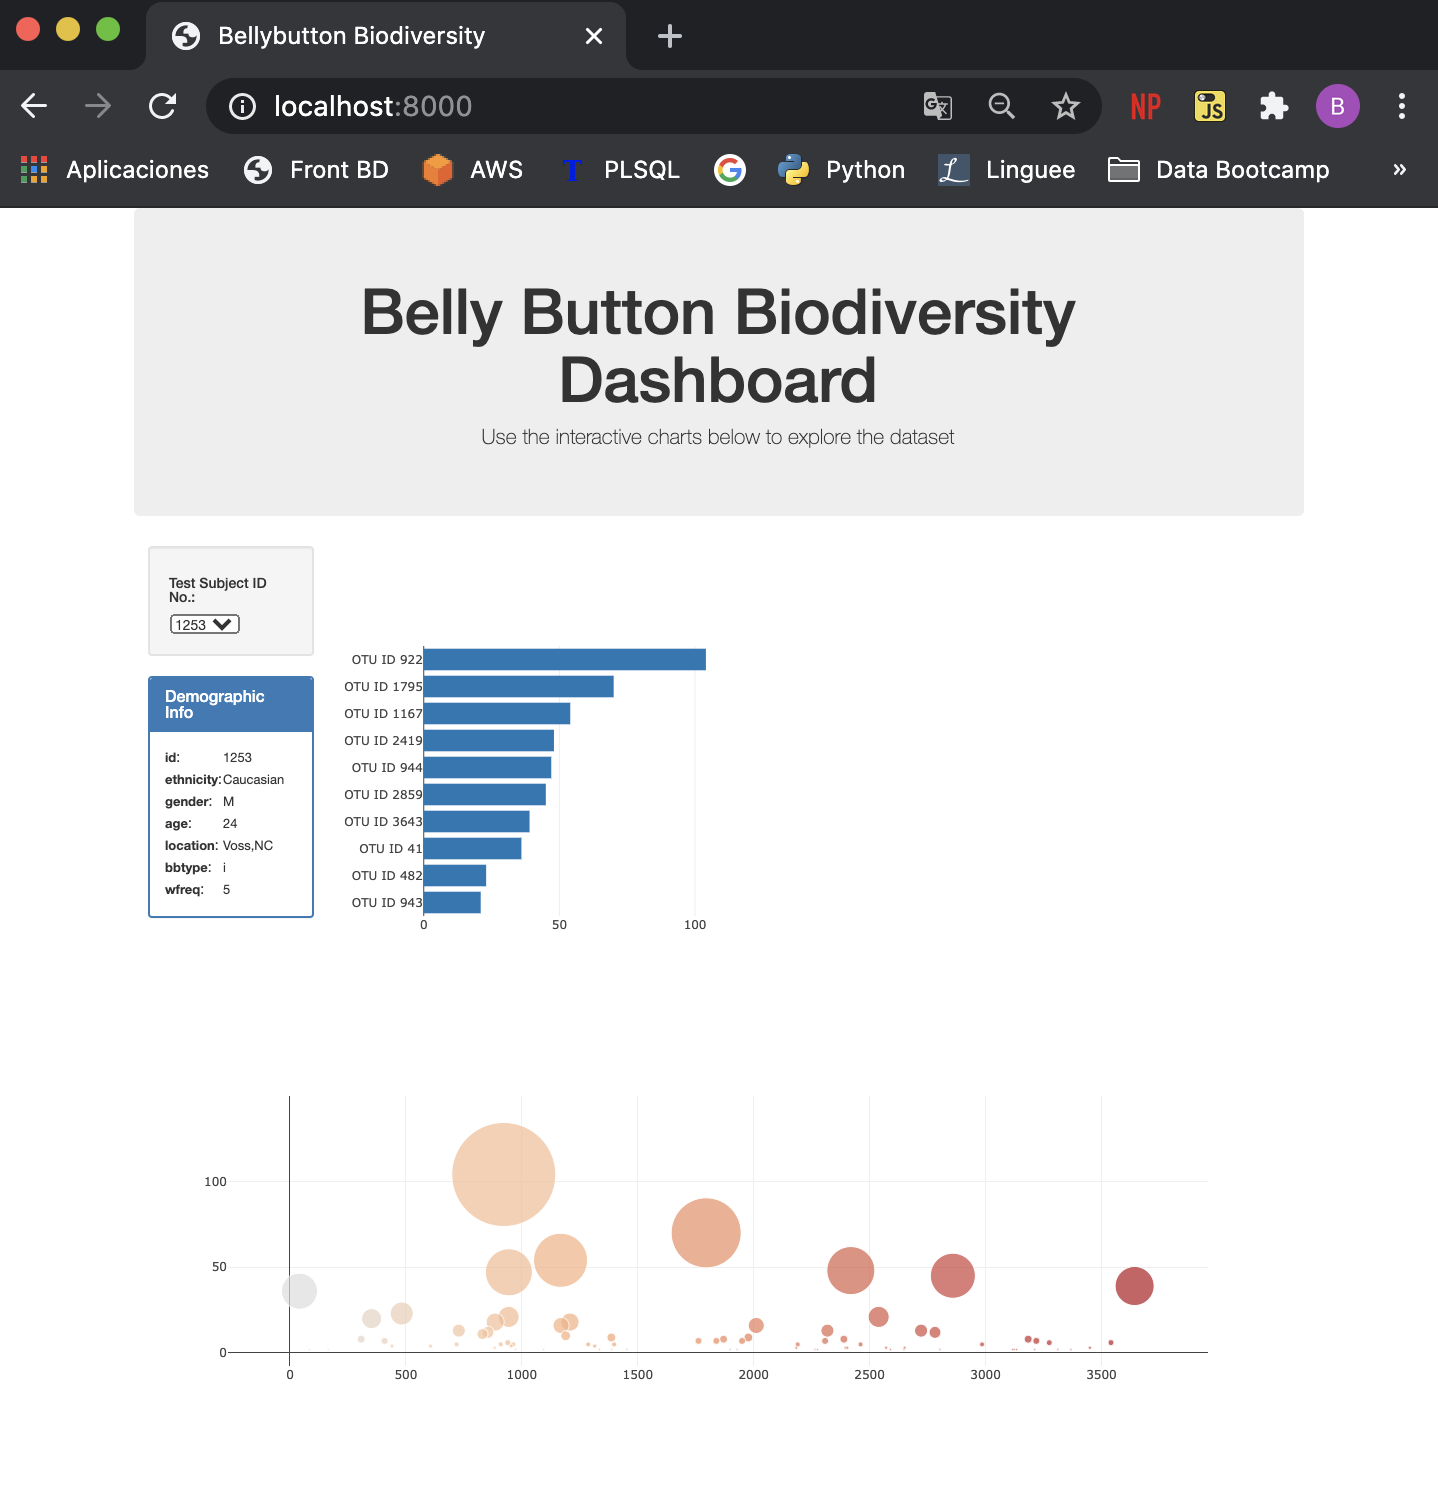 Bellybutton Biodiversity
localhost:8000
NP
JS
B
Aplicaciones
Front BD
AWS
T PLSQL
G
Python
L Linguee
Data Bootcamp
»
Belly Button Biodiversity
Dashboard
Use the interactive charts below to explore the dataset
Test Subject ID
No.:
1253
Demographic
Info
id: 1253
ethnicity: Caucasian
gender: M
age: 24
location: Voss,NC
bbtype: i
wfreq: 5
OTU ID 922
OTU ID 1795
OTU ID 1167
OTU ID 2419
OTU ID 944
OTU ID 2859
OTU ID 3643
OTU ID 41
OTU ID 482
OTU ID 943
0 50 100
100
50
0
0 500 1000 1500 2000 2500 3000 3500